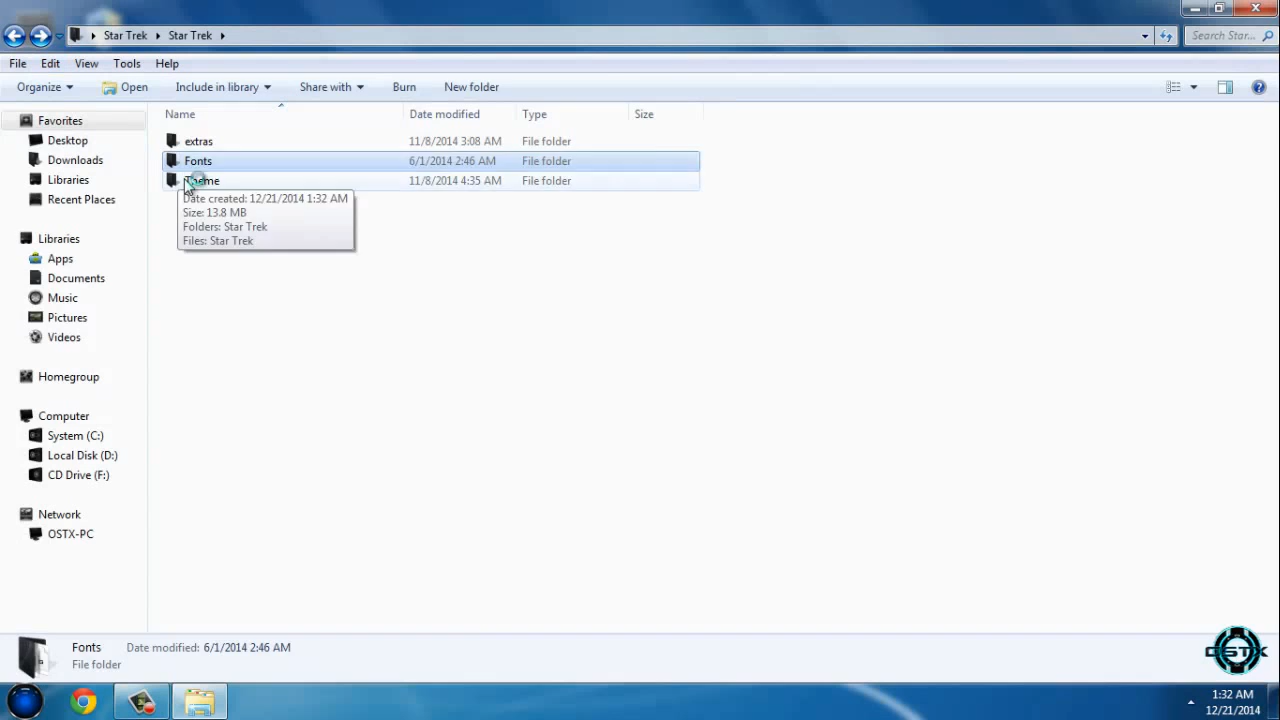 Star Trek Star Trek
Search Star...
File Edit View Tools Help
Organize Open Include in library Share with Burn New folder
Name Date modified Type Size
Favorites
Desktop
Downloads
Libraries
Recent Places
Libraries
Apps
Documents
Music
Pictures
Videos
Homegroup
Computer
System (C:)
Local Disk (D:)
CD Drive (F:)
Network
OSTX-PC
extras 11/8/2014 3:08 AM File folder
Fonts 6/1/2014 2:46 AM File folder
Theme 11/8/2014 4:35 AM File folder
Date created: 12/21/2014 1:32 AM
Size: 13.8 MB
Folders: Star Trek
Files: Star Trek
Fonts Date modified: 6/1/2014 2:46 AM
File folder
OSTX
1:32 AM
12/21/2014